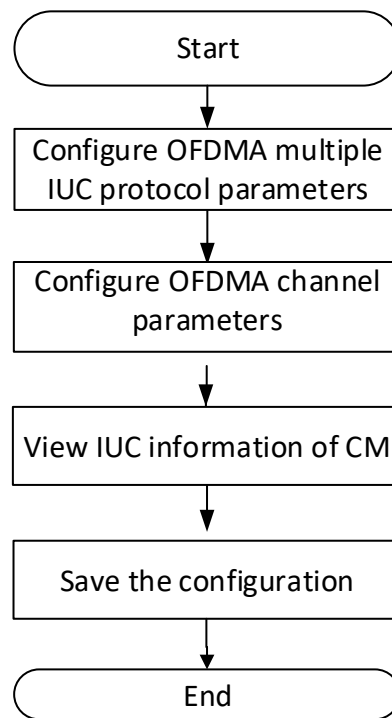 Start
Configure OFDMA multiple
IUC protocol parameters
Configure OFDMA channel
parameters
View IUC information of CM
Save the configuration
End